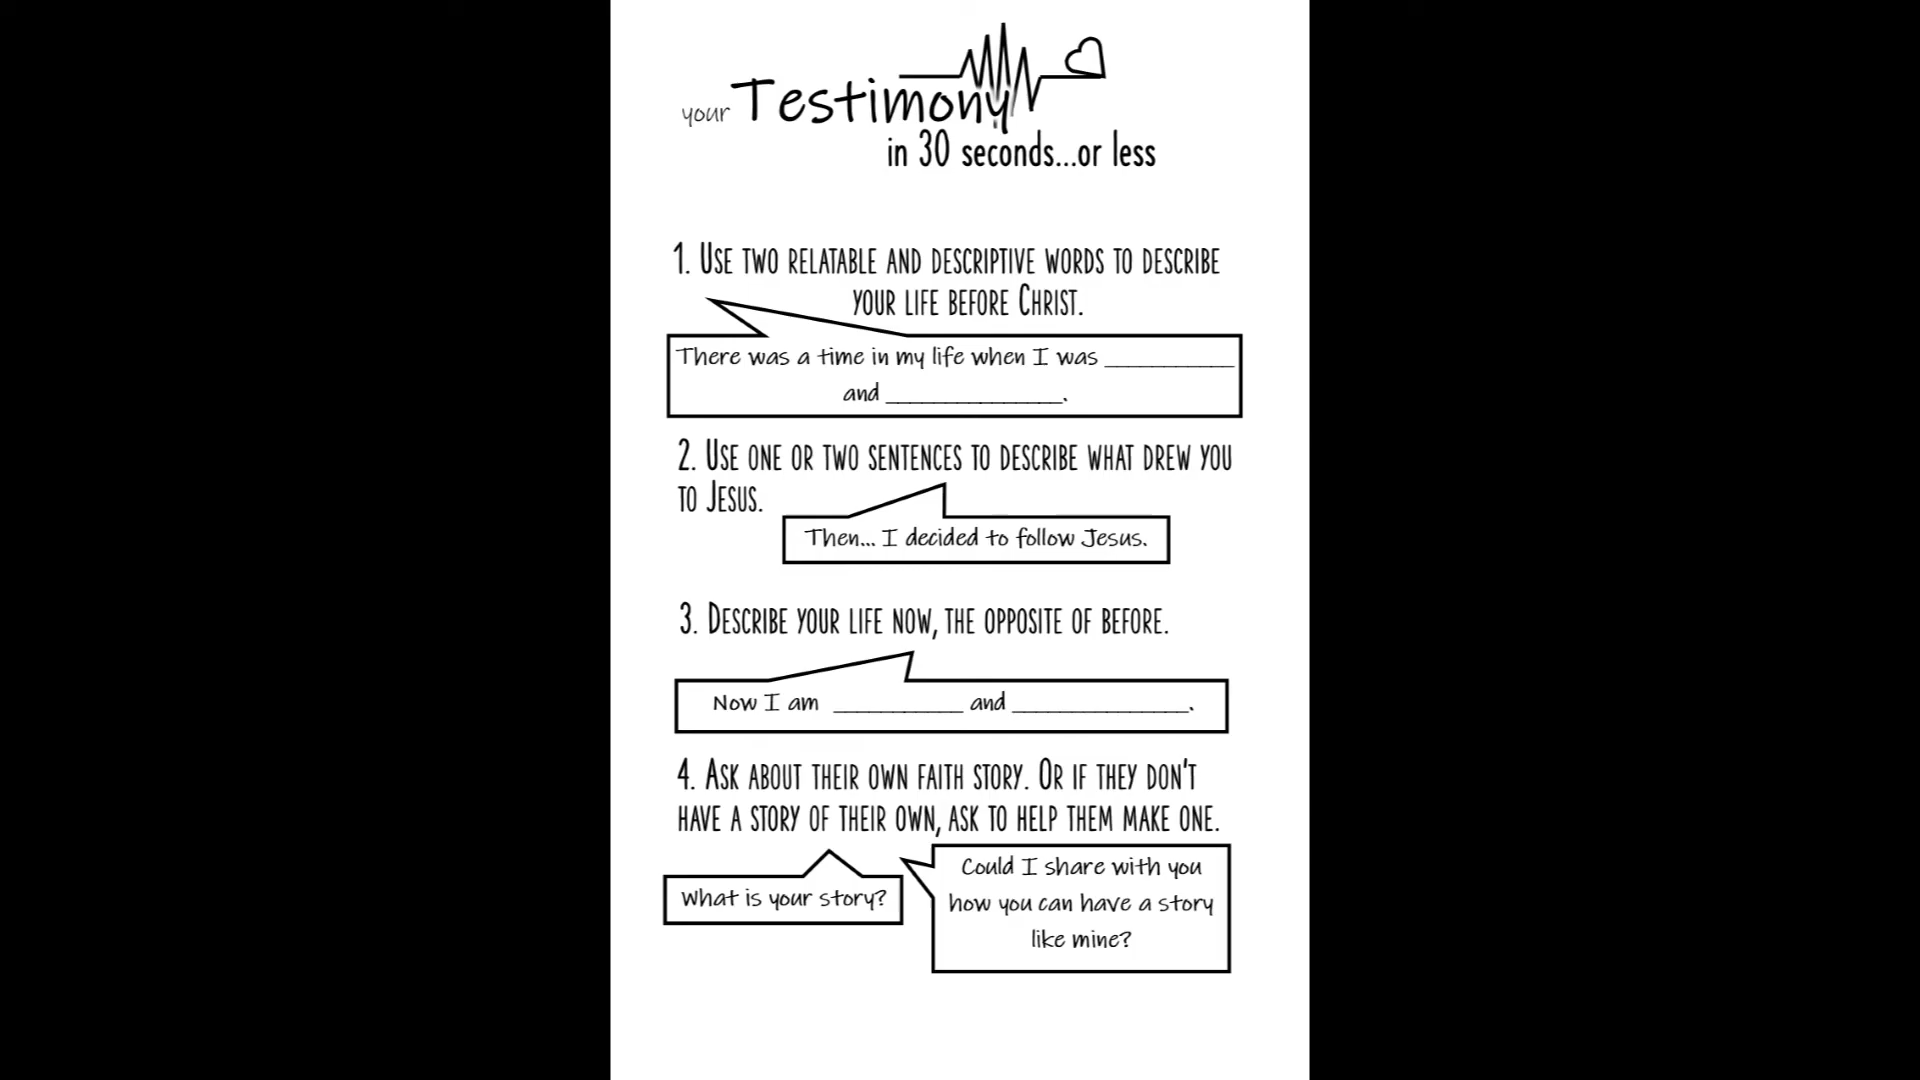 your Testimony
in 30 seconds...or less
1. Use two relatable and descriptive words to describe
your life before Christ.
There was a time in my life when I was ___________
and _______________.
2. Use one or two sentences to describe what drew you
to Jesus.
Then... I decided to follow Jesus.
3. Describe your life now, the opposite of before.
Now I am ___________ and _______________.
4. Ask about their own faith story. Or if they don't
have a story of their own, ask to help them make one.
What is your story?
Could I share with you
how you can have a story
like mine?